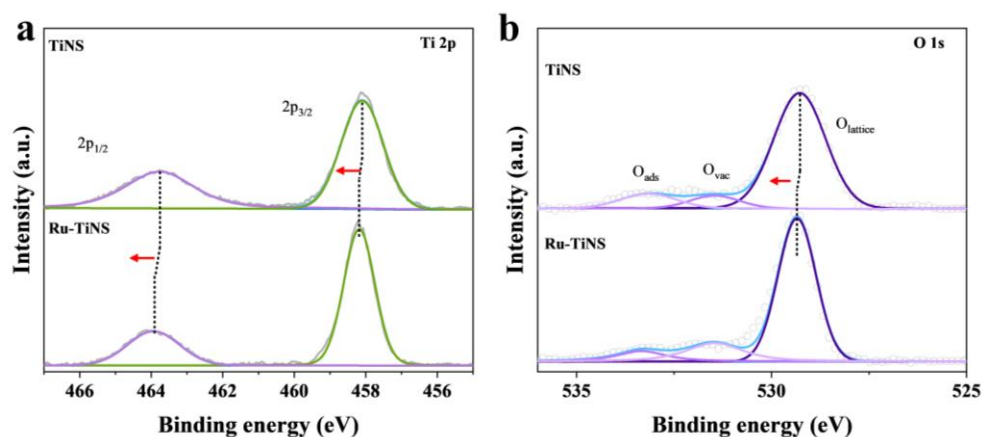 a
TiNS
Ti 2p
2p3/2
2p1/2
Ru-TiNS
Intensity (a.u.)
466 464 462 460 458 456
Binding energy (eV)
b
O 1s
TiNS
Olattice
Oads
Ovac
Ru-TiNS
Intensity (a.u.)
535 530 525
Binding energy (eV)